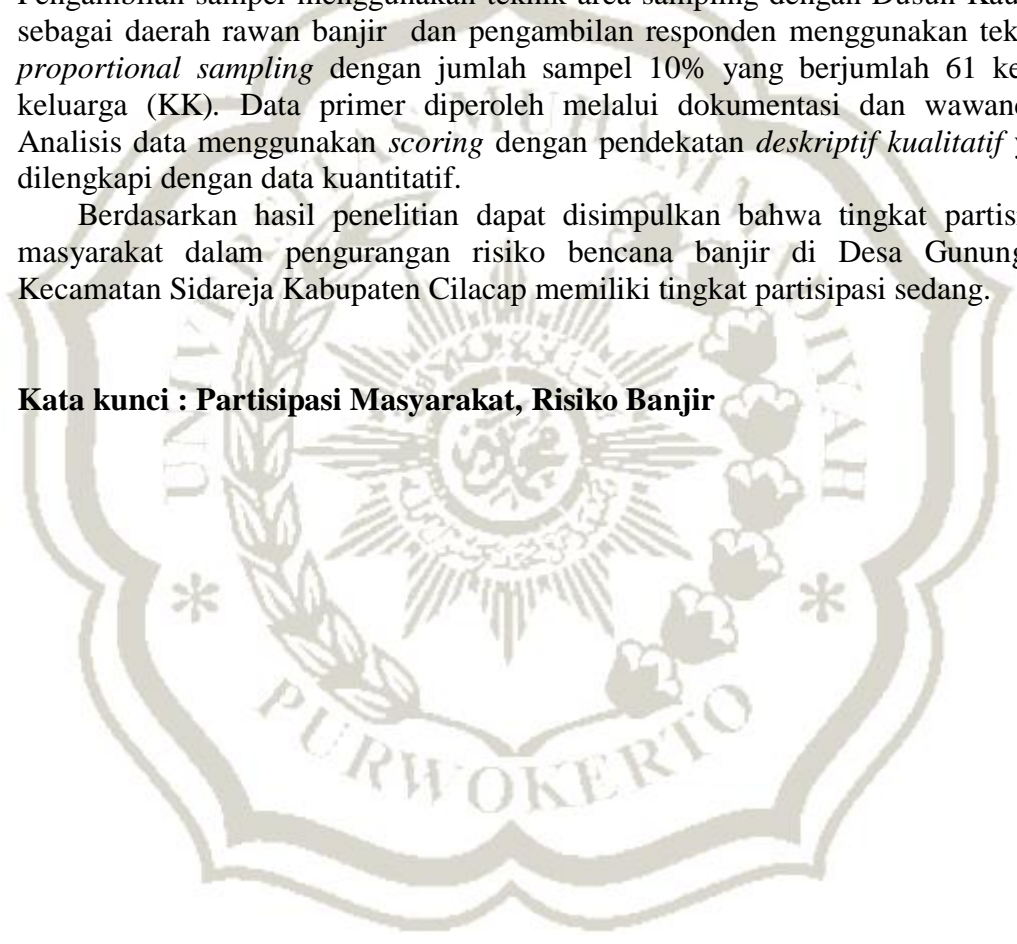 Pengambilan sampel menggunakan teknik area sampling dengan Dusun Kau
sebagai daerah rawan banjir dan pengambilan responden menggunakan tek
proportional sampling dengan jumlah sampel 10% yang berjumlah 61 ke
keluarga (KK). Data primer diperoleh melalui dokumentasi dan wawan
Analisis data menggunakan scoring dengan pendekatan deskriptif kualitatif y
dilengkapi dengan data kuantitatif.
Berdasarkan hasil penelitian dapat disimpulkan bahwa tingkat partis
masyarakat dalam pengurangan risiko bencana banjir di Desa Gunung
Kecamatan Sidareja Kabupaten Cilacap memiliki tingkat partisipasi sedang.
Kata kunci : Partisipasi Masyarakat, Risiko Banjir
UNIVERSITAS MUHAMMADIYAH
PURWOKERTO